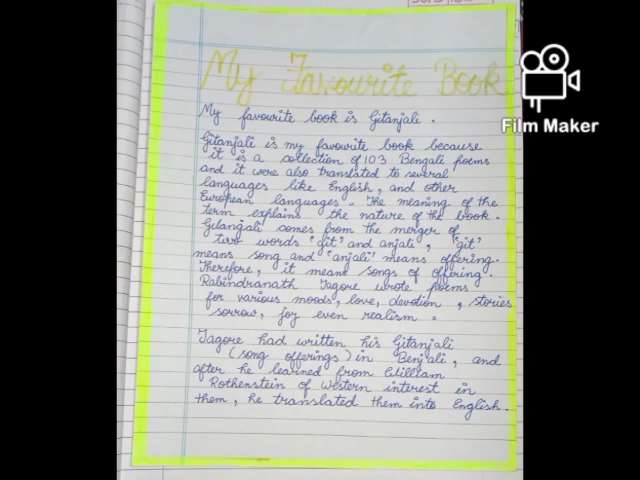 My Favourite Book
Film Maker
My favourite book is Gitanjali.
Gitanjali is my favourite book because
it is a collection of 103 Bengali poems
and it were also translated to several
languages like English, and other
European languages. The meaning of the
term explains the nature of the book.
Gitangali comes from the merger of
two words 'git' and anjali, 'git'
means song and 'anjali' means offering.
Therefore, it means songs of offering.
Rabindranath Tagore wrote poems
for various moods, love, devotion, stories
sorrow, joy even realism.
Tagore had written his Gitanjali
(song offerings) in Benjali, and
after he learned from William
Rothenstein of western interest in
them, he translated them into English.